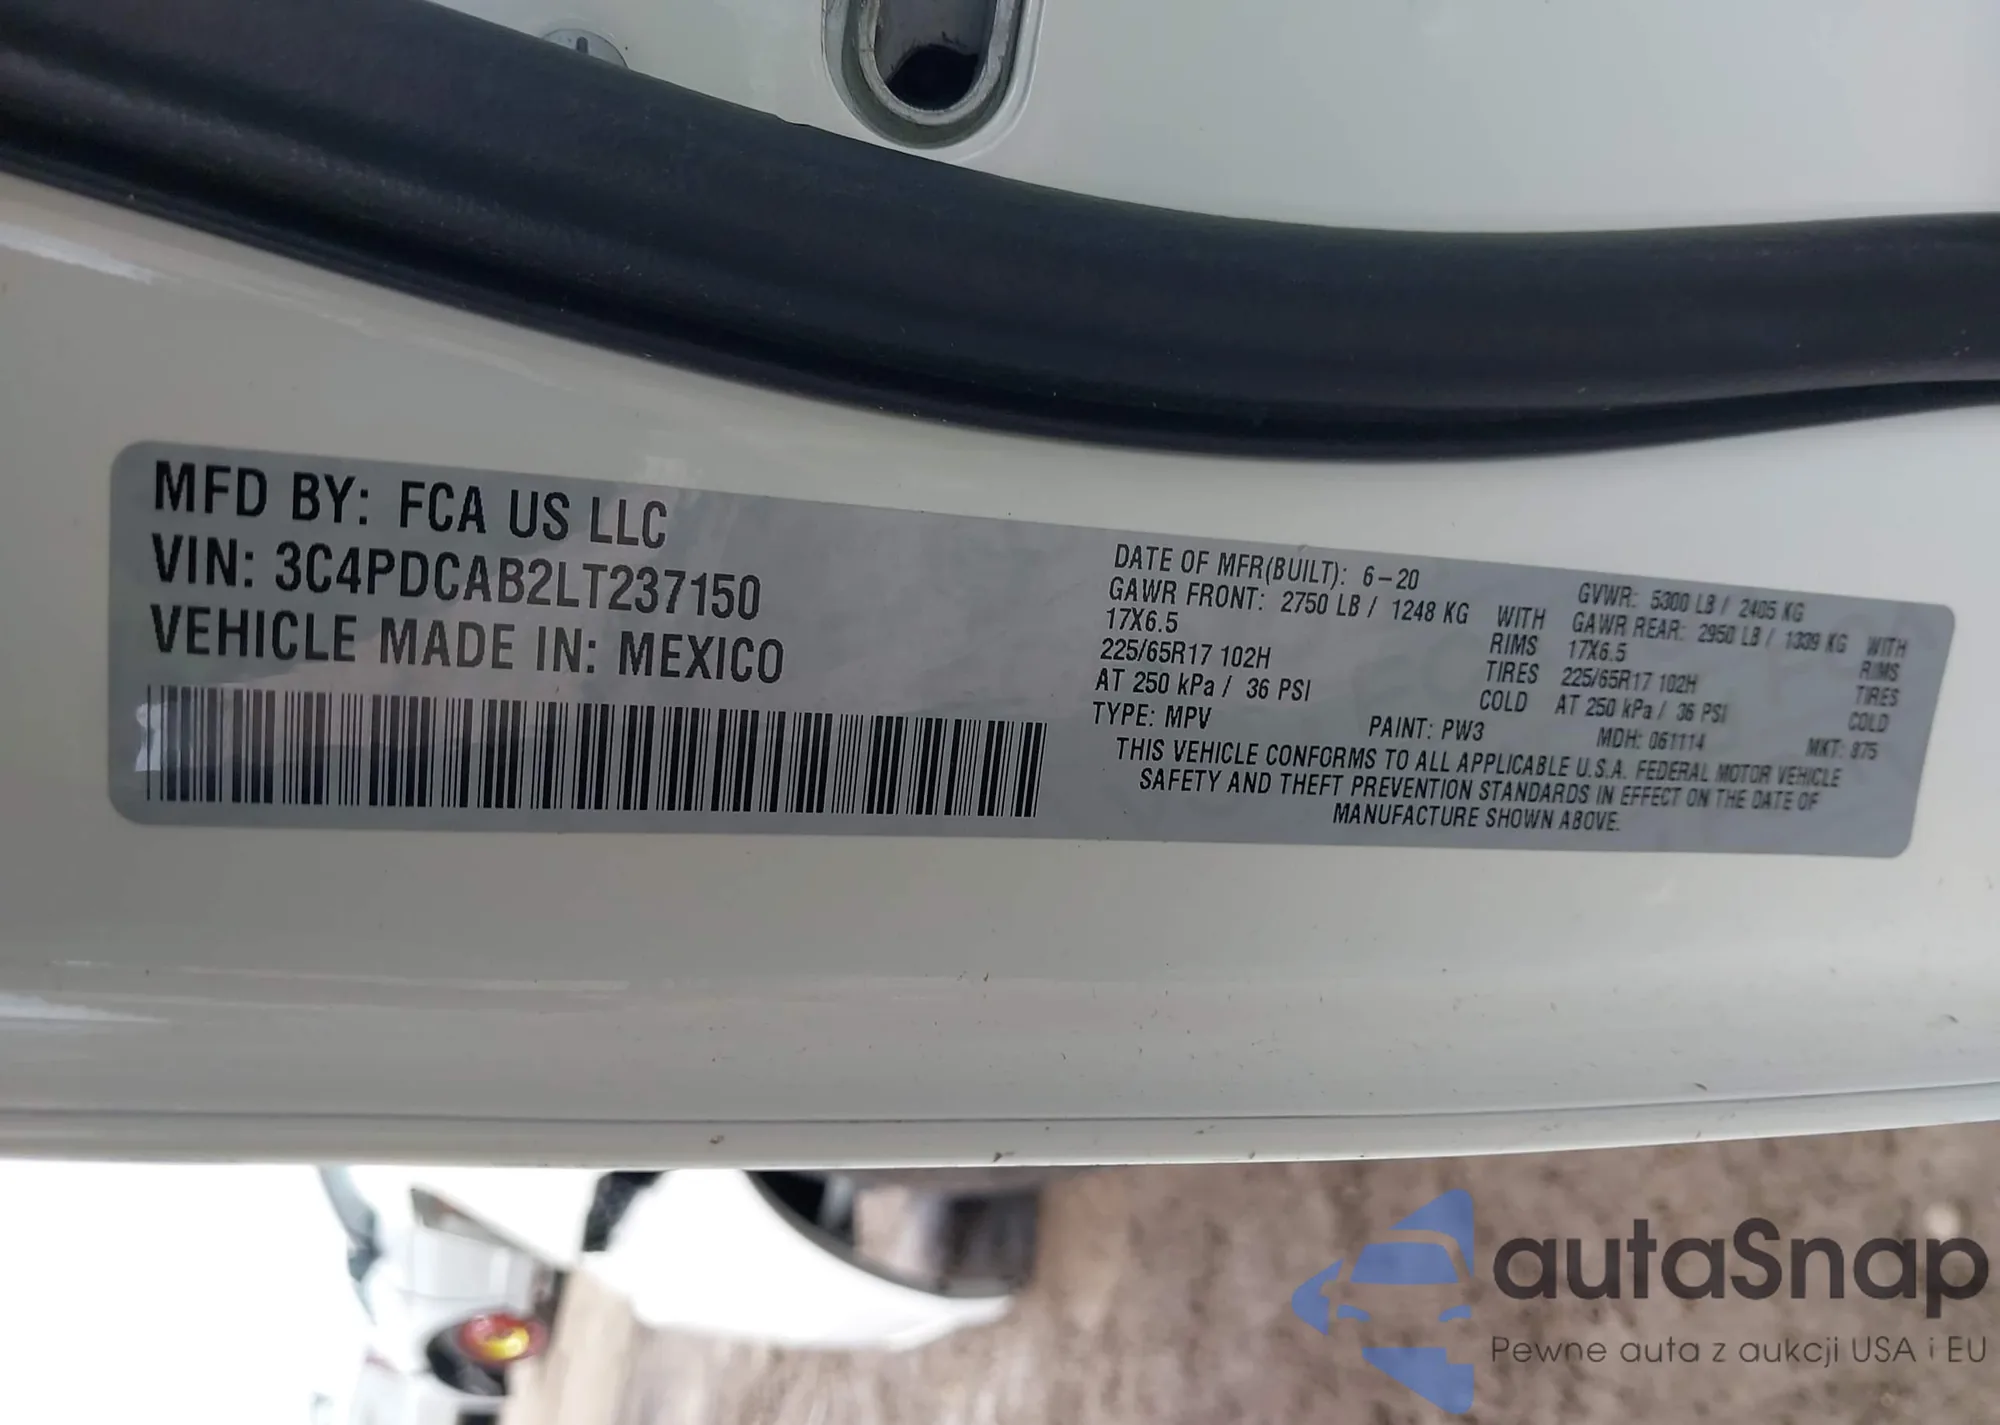 MFD BY: FCA US LLC
VIN: 3C4PDCAB2LT237150
VEHICLE MADE IN: MEXICO
DATE OF MFR(BUILT): 6-20 GVWR: 5300 LB / 2405 KG
GAWR FRONT: 2750 LB / 1248 KG WITH GAWR REAR: 2950 LB / 1339 KG WITH
17X6.5 RIMS 17X6.5 RIMS
225/65R17 102H TIRES 225/65R17 102H TIRES
AT 250 kPa / 36 PSI COLD AT 250 kPa / 36 PSI COLD
TYPE: MPV PAINT: PW3 MDH: 061114 MKT: 875
THIS VEHICLE CONFORMS TO ALL APPLICABLE U.S.A. FEDERAL MOTOR VEHICLE
SAFETY AND THEFT PREVENTION STANDARDS IN EFFECT ON THE DATE OF
MANUFACTURE SHOWN ABOVE.
autaSnap
Pewne auta z aukcji USA i EU